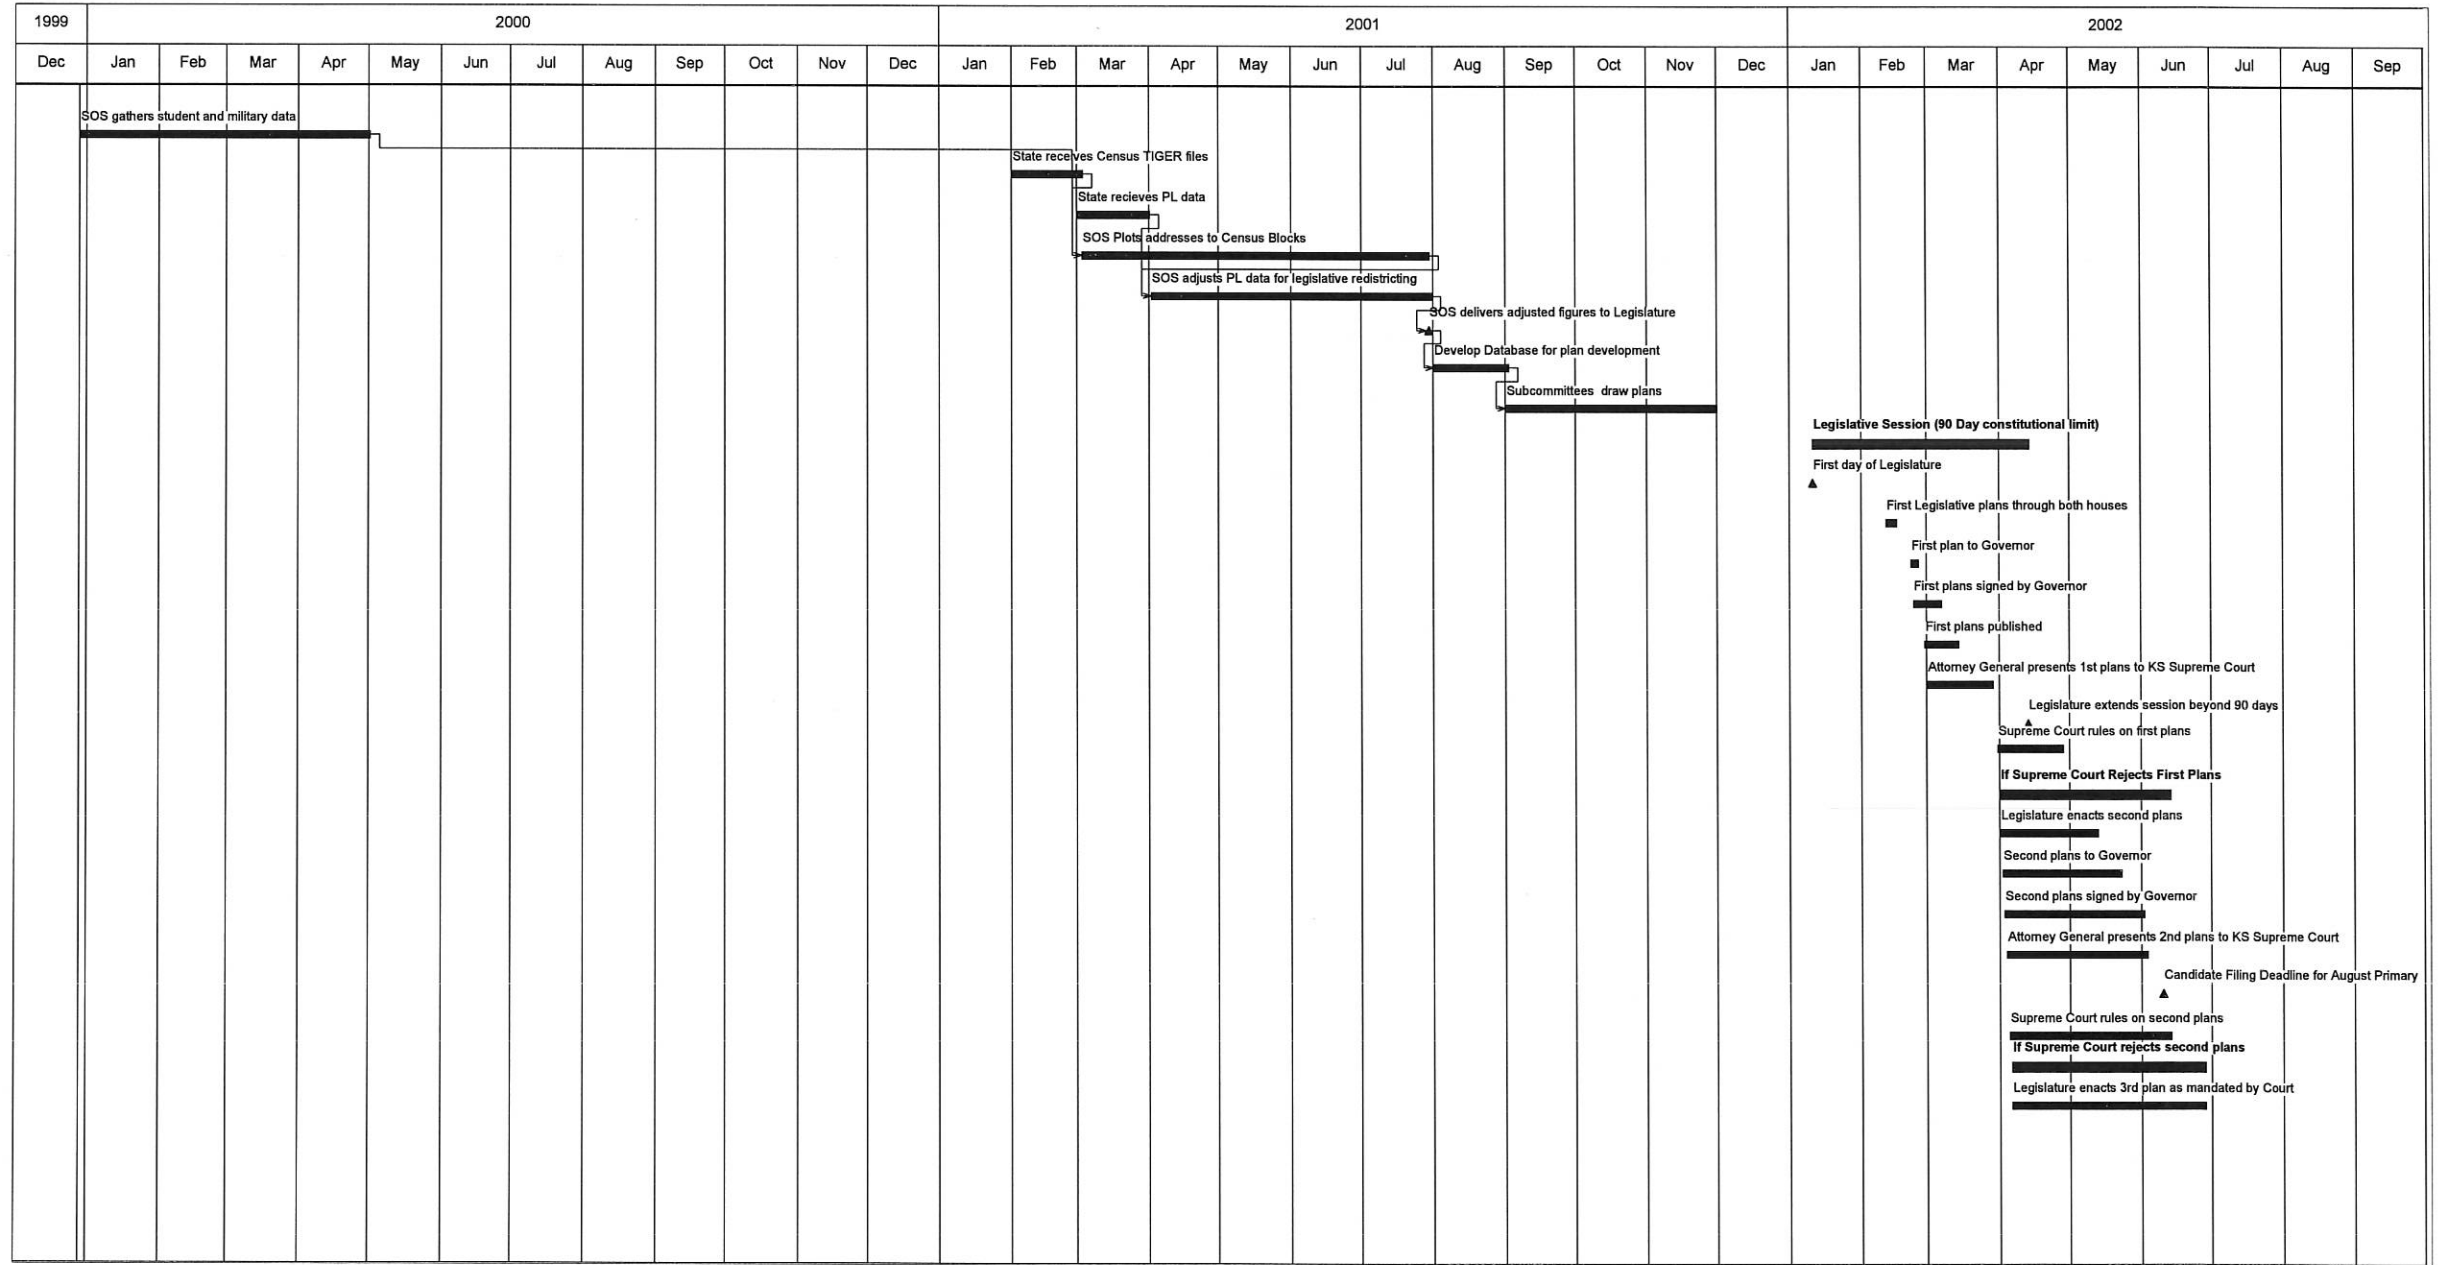 1999 2000 2001 2002
Dec Jan Feb Mar Apr May Jun Jul Aug Sep Oct Nov Dec Jan Feb Mar Apr May Jun Jul Aug Sep Oct Nov Dec Jan Feb Mar Apr May Jun Jul Aug Sep
SOS gathers student and military data
State receives Census TIGER files
State recieves PL data
SOS Plots addresses to Census Blocks
SOS adjusts PL data for legislative redistricting
SOS delivers adjusted figures to Legislature
Develop Database for plan development
Subcommittees draw plans
Legislative Session (90 Day constitutional limit)
First day of Legislature
First Legislative plans through both houses
First plan to Governor
First plans signed by Governor
First plans published
Attorney General presents 1st plans to KS Supreme Court
Legislature extends session beyond 90 days
Supreme Court rules on first plans
If Supreme Court Rejects First Plans
Legislature enacts second plans
Second plans to Governor
Second plans signed by Governor
Attorney General presents 2nd plans to KS Supreme Court
Candidate Filing Deadline for August Primary
Supreme Court rules on second plans
If Supreme Court rejects second plans
Legislature enacts 3rd plan as mandated by Court